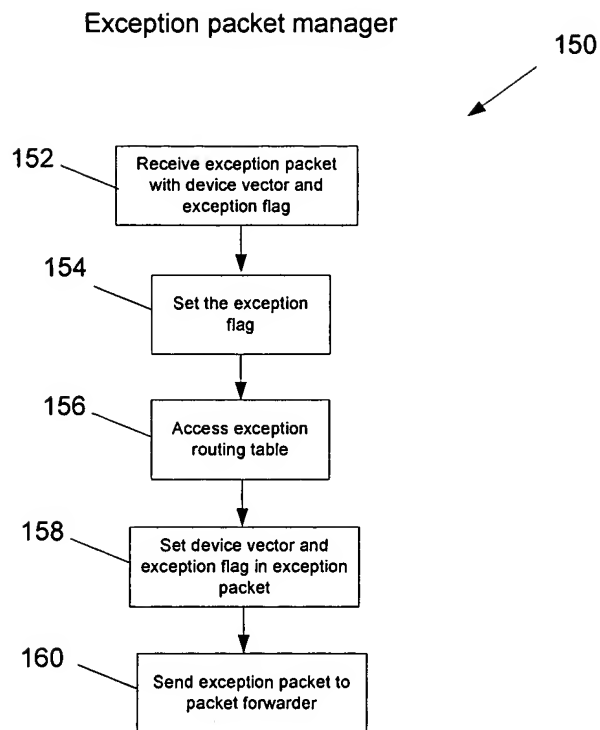 Exception packet manager
150
152
Receive exception packet
with device vector and
exception flag
154
Set the exception
flag
156
Access exception
routing table
158
Set device vector and
exception flag in exception
packet
160
Send exception packet to
packet forwarder